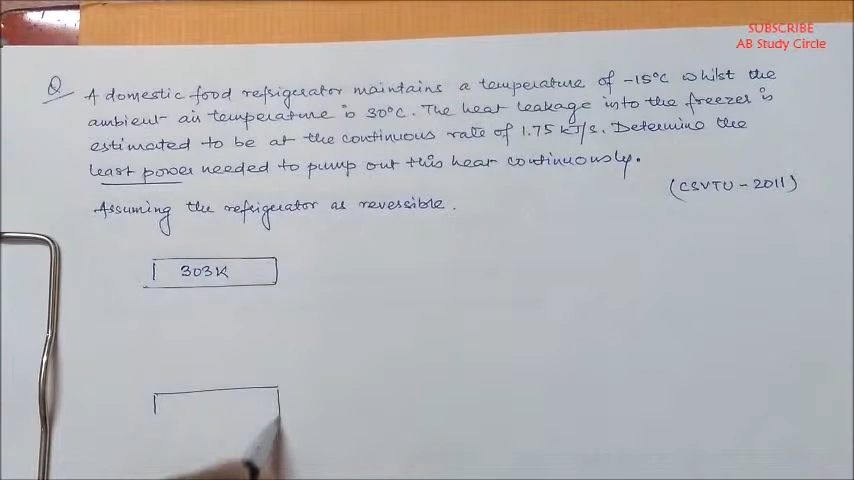 SUBSCRIBE
AB Study Circle
Q A domestic food refrigerator maintains a temperature of -15°C whilst the
ambient air temperature is 30°C. The heat leakage into the freezer is
estimated to be at the continuous rate of 1.75 kJ/s. Determine the
least power needed to pump out this heat continuously.
(CSVTU - 2011)
Assuming the refrigerator as reversible.
303K